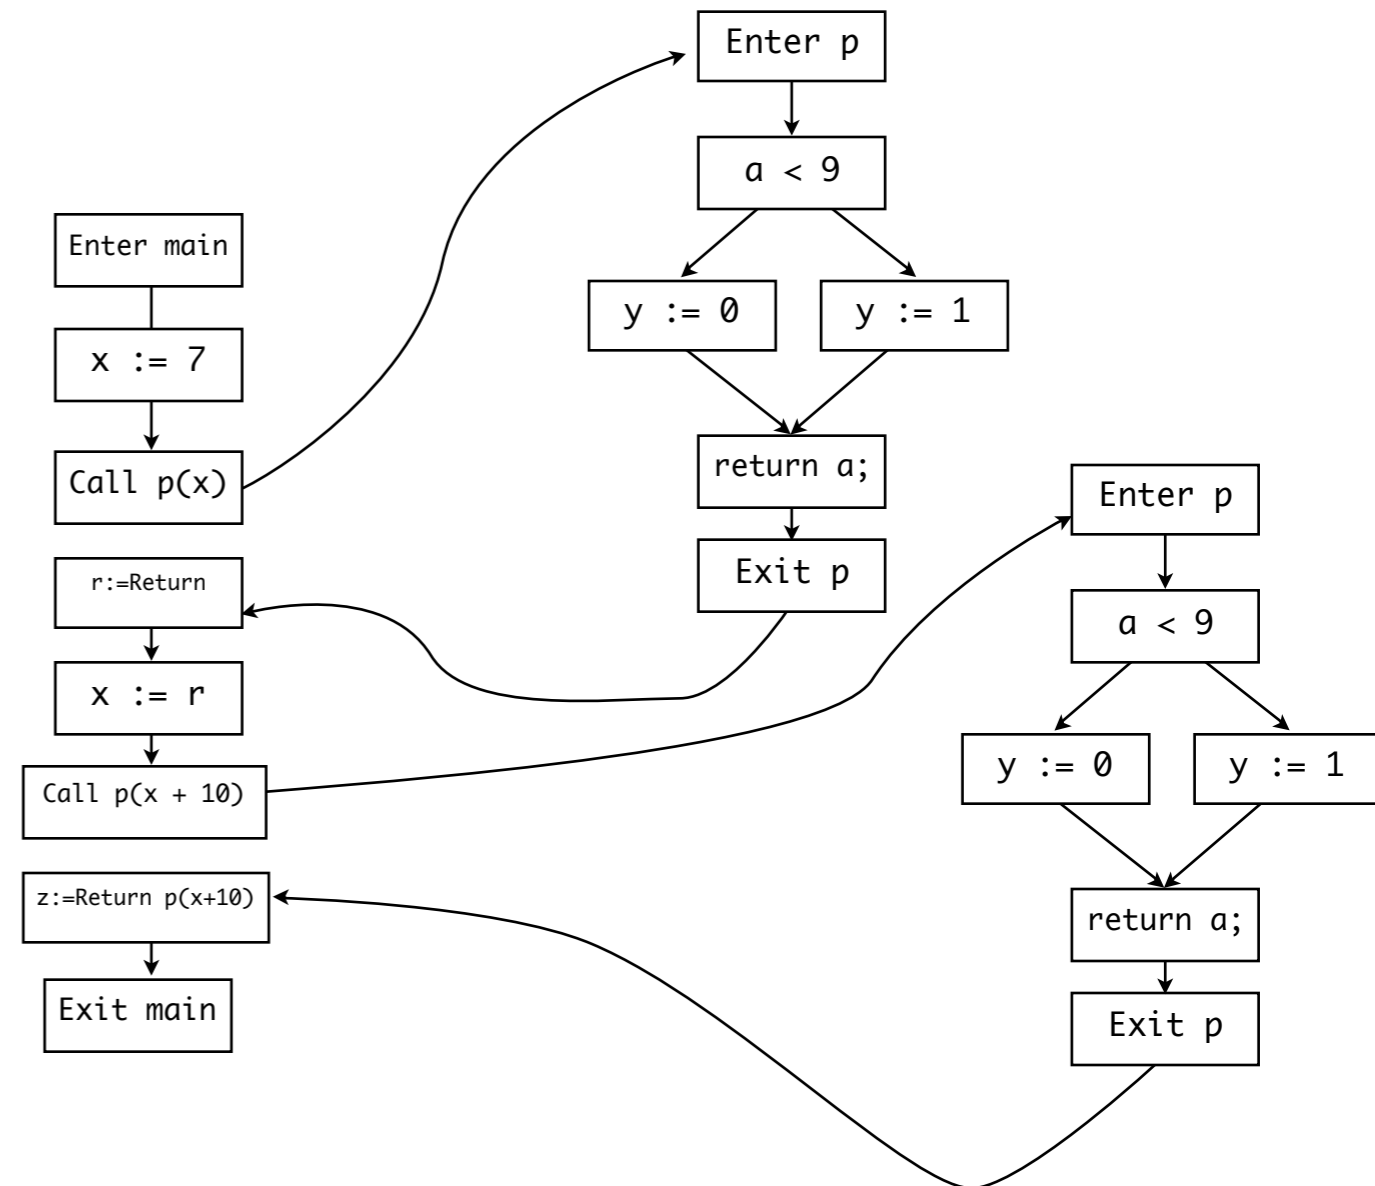 Enter main
x := 7
Call p(x)
r:=Return
x := r
Call p(x + 10)
z:=Return p(x+10)
Exit main
Enter p
a < 9
y := 0
y := 1
return a;
Exit p
Enter p
a < 9
y := 0
y := 1
return a;
Exit p